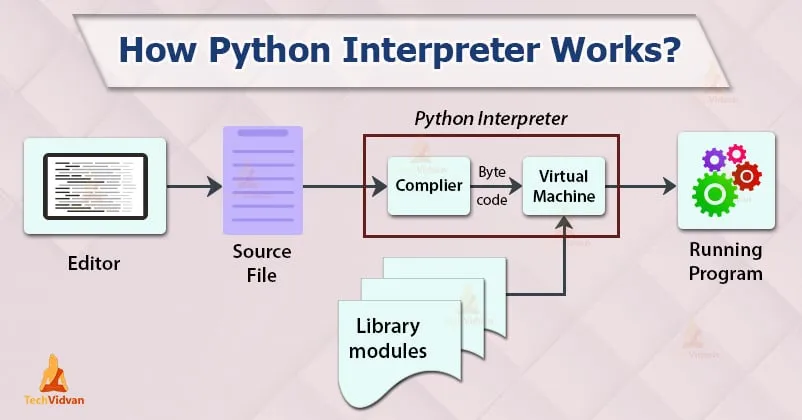 How Python Interpreter Works?
Python Interpreter
Complier
Byte
code
Virtual
Machine
Editor
Source
File
Running
Program
Library
modules
TechVidvan